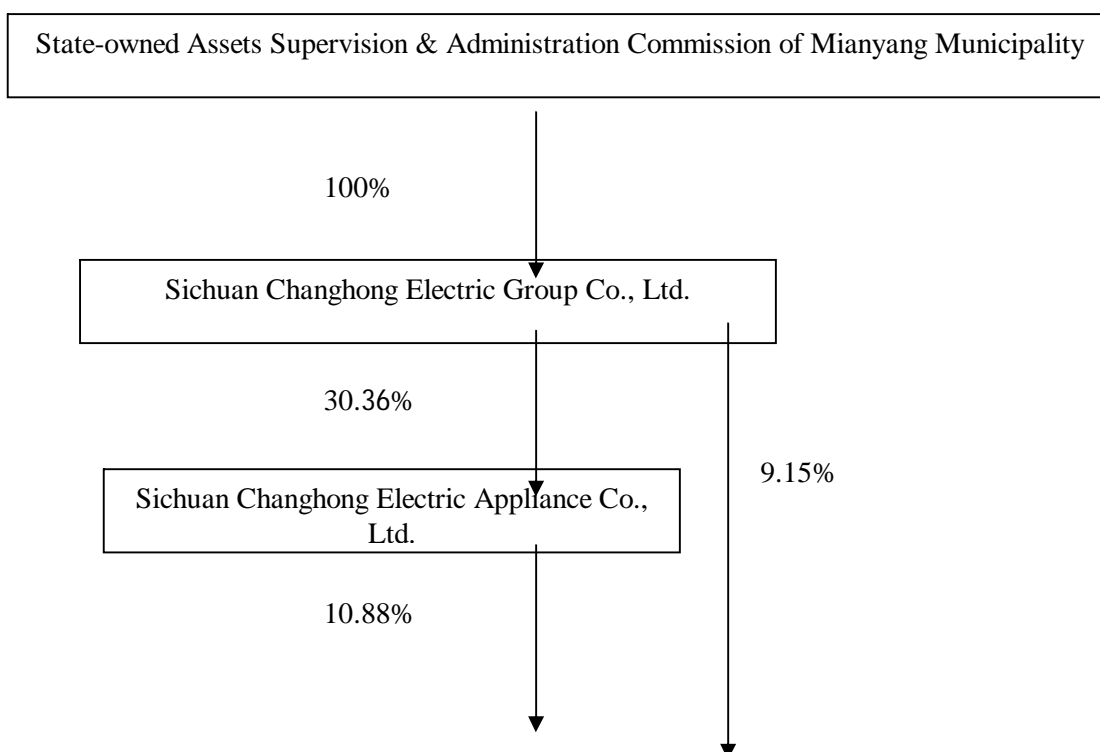 State-owned Assets Supervision & Administration Commission of Mianyang Municipality
100%
Sichuan Changhong Electric Group Co., Ltd.
30.36%
9.15%
Sichuan Changhong Electric Appliance Co.,
Ltd.
10.88%